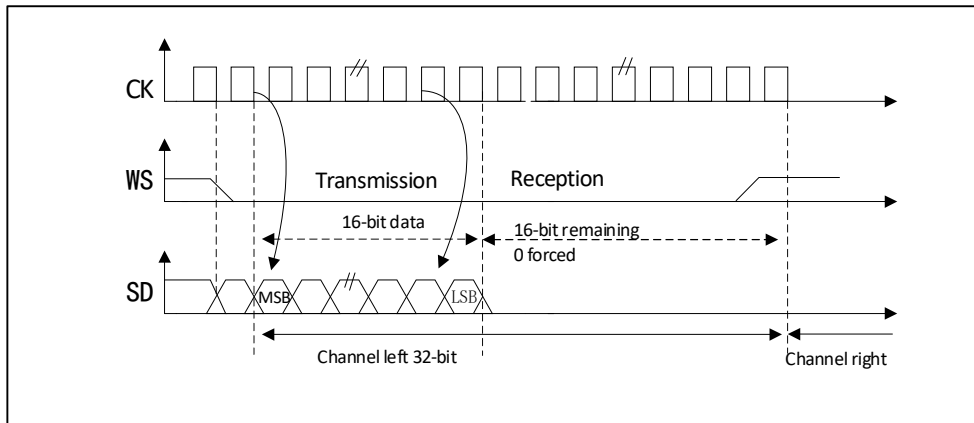 CK
WS
Transmission
Reception
16-bit data
16-bit remaining
0 forced
SD
MSB
LSB
Channel left 32-bit
Channel right